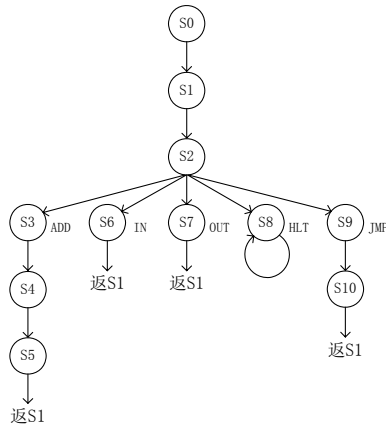 S0
S1
S2
S3 ADD S6 IN S7 OUT S8 HLT S9 JMP
S4 返S1 返S1 S10
S5 返S1
返S1